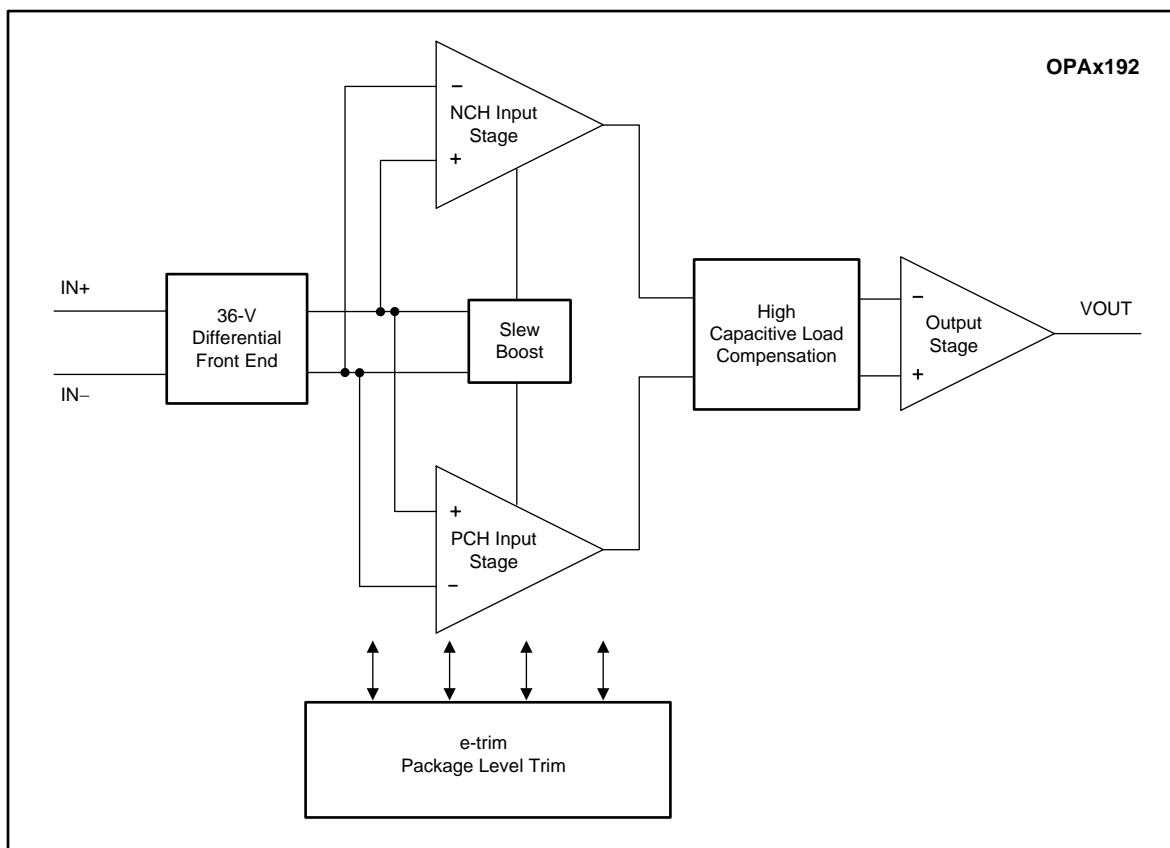 OPAx192
−
NCH Input
Stage
+
IN+
36-V
Differential
Front End
IN−
Slew
Boost
High
Capacitive Load
Compensation
−
Output
Stage
+
VOUT
+
PCH Input
Stage
−
e-trim
Package Level Trim